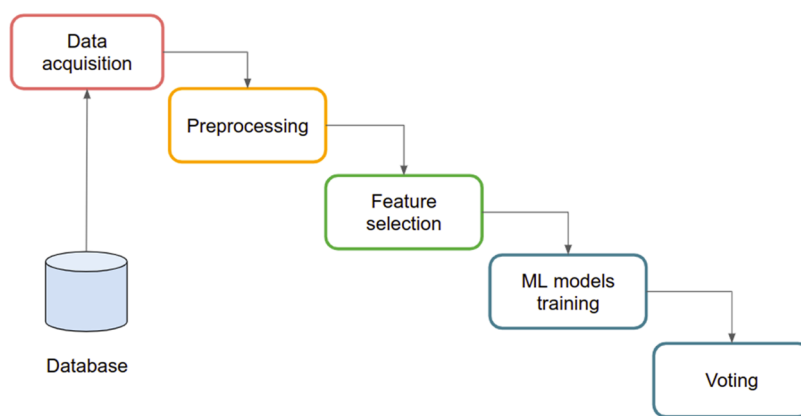 Data
acquisition
Preprocessing
Feature
selection
ML models
training
Voting
Database